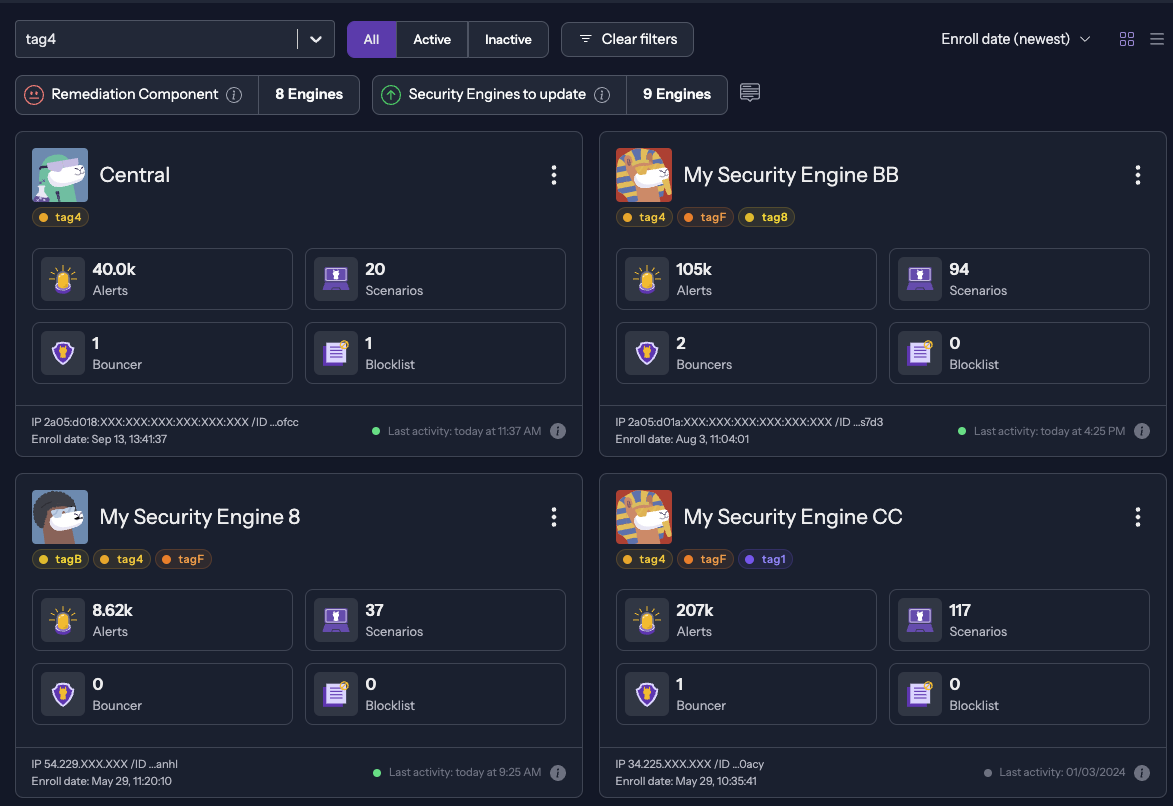 tag4
All
Active
Inactive
Clear filters
Enroll date (newest)
Remediation Component
8 Engines
Security Engines to update
9 Engines
Central
tag4
40.0k
Alerts
20
Scenarios
1
Bouncer
1
Blocklist
IP 2a05:d018:XXX:XXX:XXX:XXX:XXX:XXX /ID ...ofcc
Enroll date: Sep 13, 13:41:37
Last activity: today at 11:37 AM
My Security Engine BB
tag4 tagF tag8
105k
Alerts
94
Scenarios
2
Bouncers
0
Blocklist
IP 2a05:d01a:XXX:XXX:XXX:XXX:XXX:XXX /ID ...s7d3
Enroll date: Aug 3, 11:04:01
Last activity: today at 4:25 PM
My Security Engine 8
tagB tag4 tagF
8.62k
Alerts
37
Scenarios
0
Bouncer
0
Blocklist
IP 54.229.XXX.XXX /ID ...anhl
Enroll date: May 29, 11:20:10
Last activity: today at 9:25 AM
My Security Engine CC
tag4 tagF tag1
207k
Alerts
117
Scenarios
1
Bouncer
0
Blocklist
IP 34.225.XXX.XXX /ID ...0acy
Enroll date: May 29, 10:35:41
Last activity: 01/03/2024